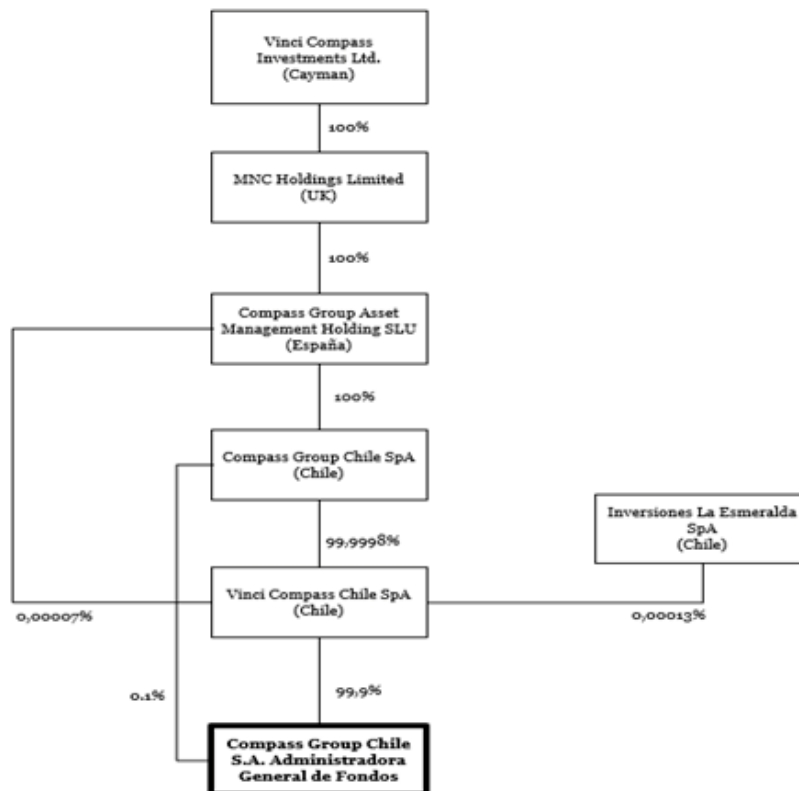 Vinci Compass
Investments Ltd.
(Cayman)
100%
MNC Holdings Limited
(UK)
100%
Compass Group Asset
Management Holding SLU
(España)
100%
Compass Group Chile SpA
(Chile)
Inversiones La Esmeralda
SpA
(Chile)
99,9998%
Vinci Compass Chile SpA
(Chile)
0,00007%
0,00013%
0.1%
99,9%
Compass Group Chile
S.A. Administradora
General de Fondos